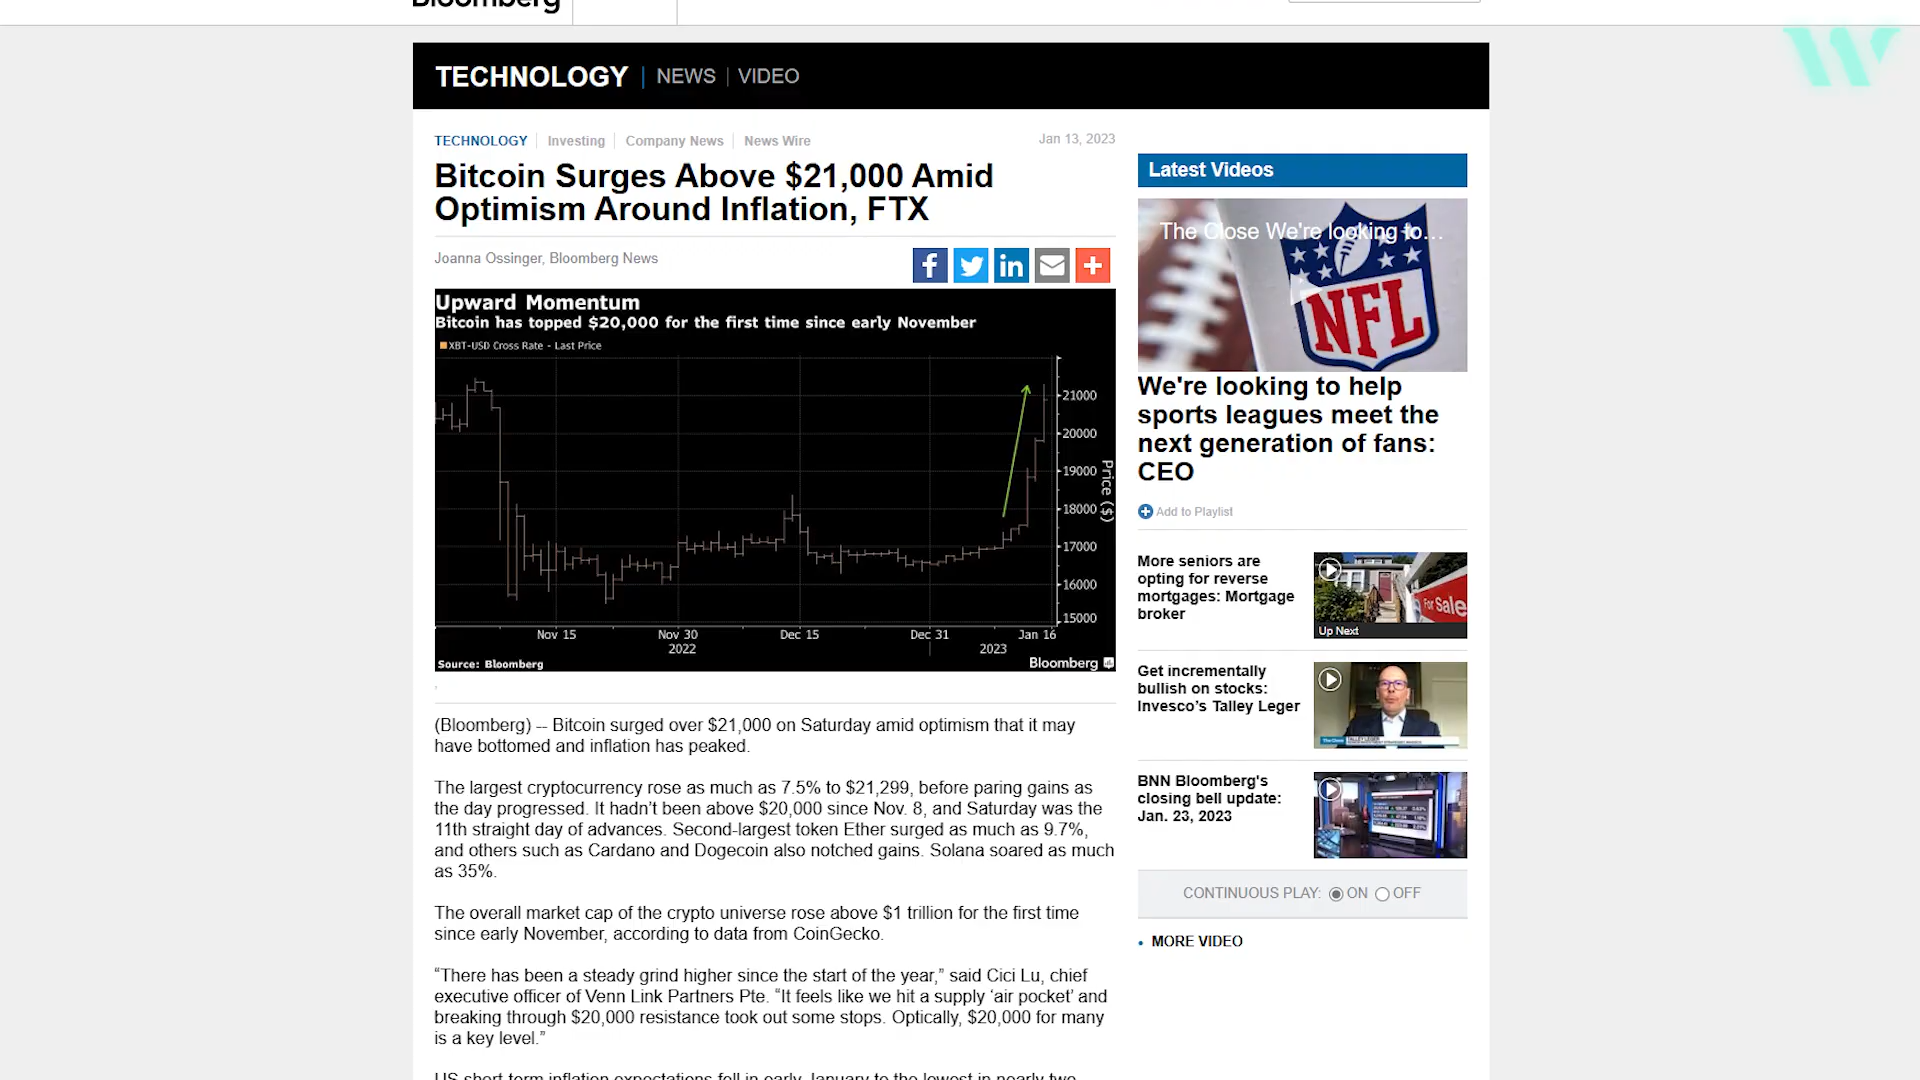 Bloomberg
W
TECHNOLOGY | NEWS | VIDEO
TECHNOLOGY Investing Company News News Wire Jan 13, 2023
Bitcoin Surges Above $21,000 Amid
Optimism Around Inflation, FTX
Joanna Ossinger, Bloomberg News
Upward Momentum
Bitcoin has topped $20,000 for the first time since early November
XBT-USD Cross Rate - Last Price
21000
20000
19000
18000
17000
16000
15000
Price ($)
Nov 15 Nov 30 Dec 15 Dec 31 Jan 16
2022 2023
Source: Bloomberg Bloomberg
(Bloomberg) -- Bitcoin surged over $21,000 on Saturday amid optimism that it may
have bottomed and inflation has peaked.
The largest cryptocurrency rose as much as 7.5% to $21,299, before paring gains as
the day progressed. It hadn’t been above $20,000 since Nov. 8, and Saturday was the
11th straight day of advances. Second-largest token Ether surged as much as 9.7%,
and others such as Cardano and Dogecoin also notched gains. Solana soared as much
as 35%.
The overall market cap of the crypto universe rose above $1 trillion for the first time
since early November, according to data from CoinGecko.
“There has been a steady grind higher since the start of the year,” said Cici Lu, chief
executive officer of Venn Link Partners Pte. “It feels like we hit a supply ‘air pocket’ and
breaking through $20,000 resistance took out some stops. Optically, $20,000 for many
is a key level.”
US short-term inflation expectations fell in early January to the lowest in nearly two
Latest Videos
The Close We're looking to...
NFL
We're looking to help
sports leagues meet the
next generation of fans:
CEO
Add to Playlist
More seniors are
opting for reverse
mortgages: Mortgage
broker
For Sale
Up Next
Get incrementally
bullish on stocks:
Invesco’s Talley Leger
TALLEY LEGER
BNN Bloomberg's
closing bell update:
Jan. 23, 2023
CONTINUOUS PLAY: ON OFF
• MORE VIDEO